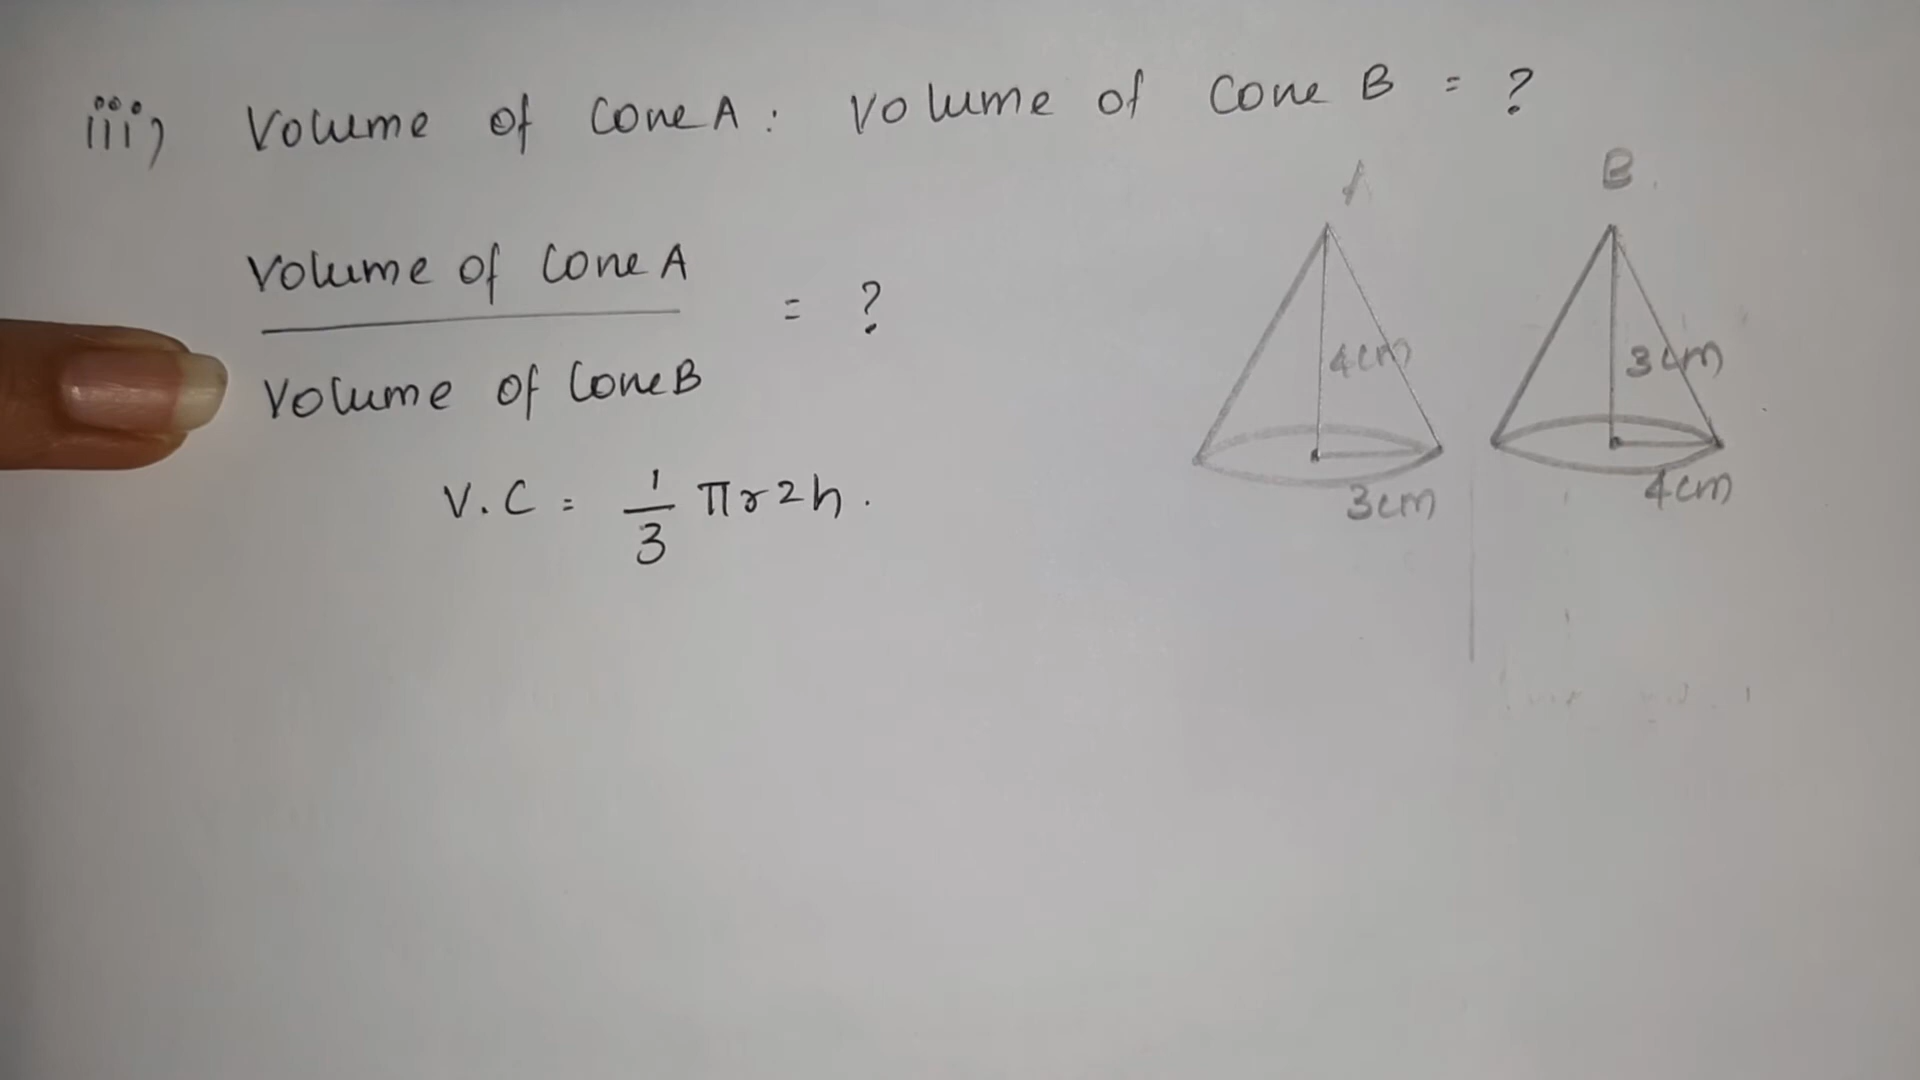 iii) Volume of Cone A : Volume of Cone B = ?
A B
Volume of Cone A
= ?
Volume of Cone B
4cm 3cm
3cm 4cm
V.C = 1/3 πr2h.